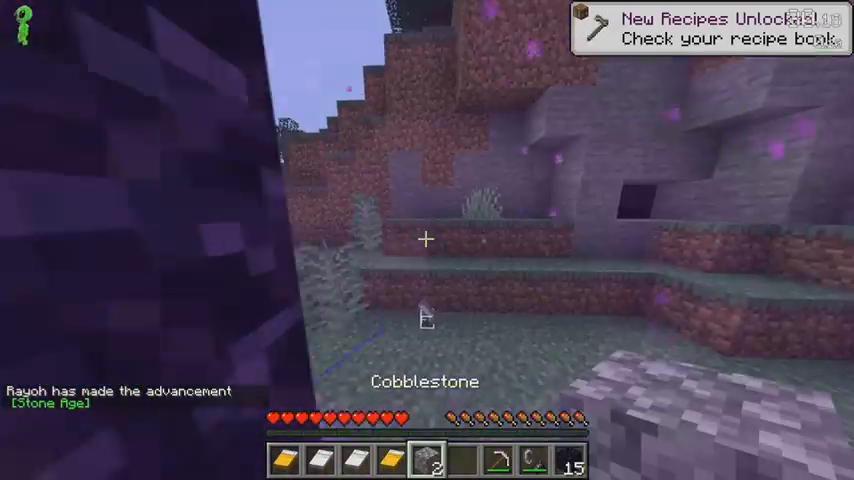 New Recipes Unlocked!
Check your recipe book
Cobblestone
Rayoh has made the advancement
[Stone Age]
2
15